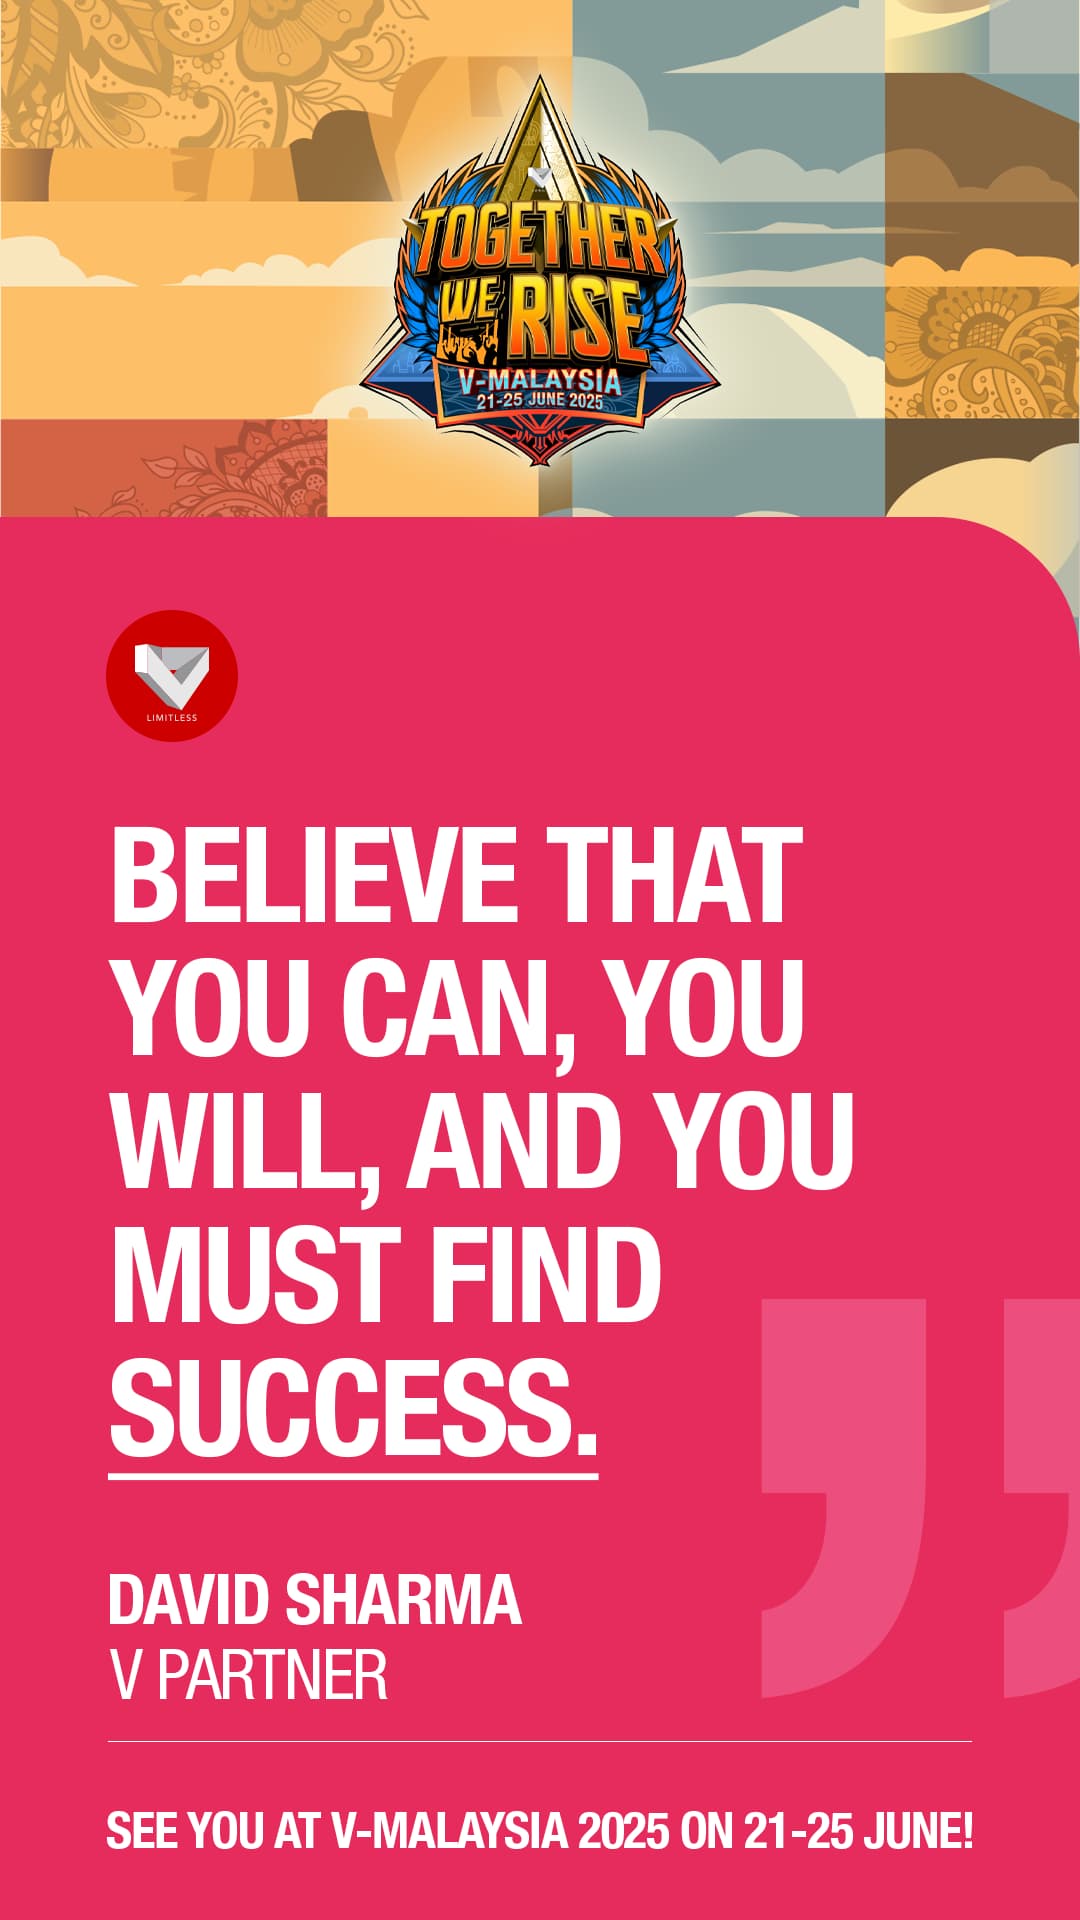 TOGETHER
WE RISE
V-MALAYSIA
21-25 JUNE 2025
LIMITLESS
BELIEVE THAT
YOU CAN, YOU
WILL, AND YOU
MUST FIND
SUCCESS.
DAVID SHARMA
V PARTNER
SEE YOU AT V-MALAYSIA 2025 ON 21-25 JUNE!